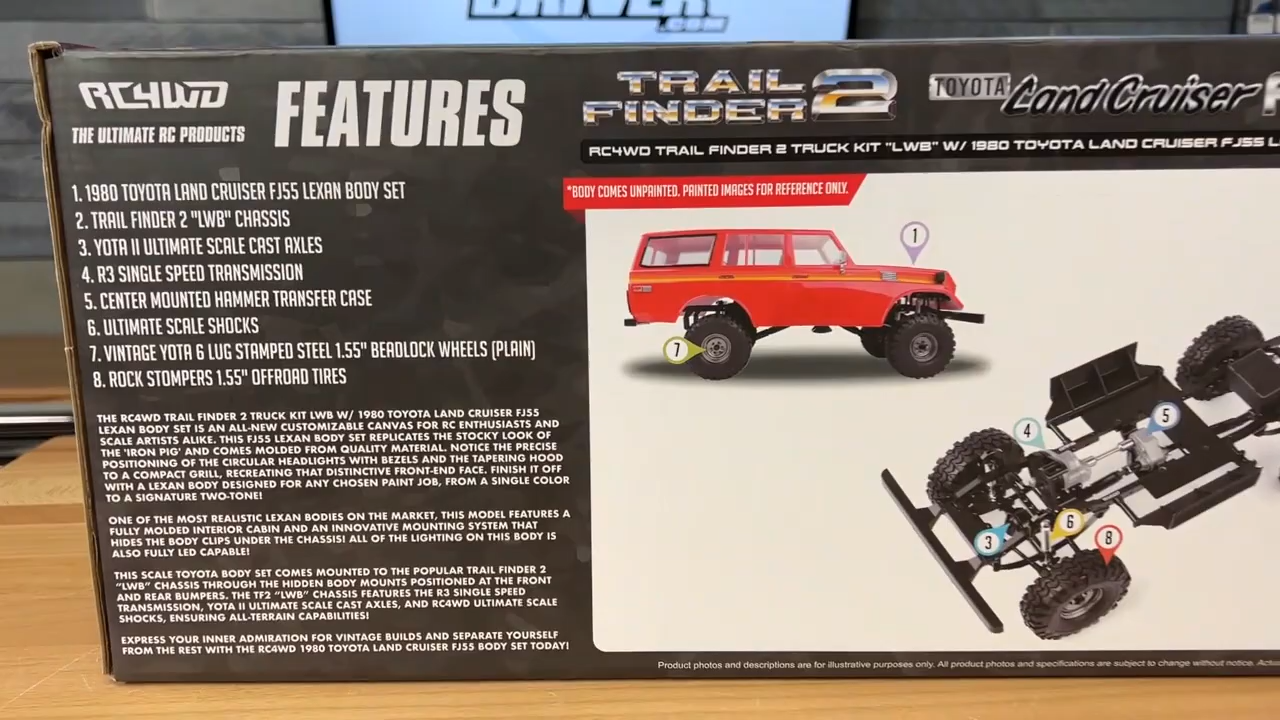 DRIVER
.COM
RC4WD
THE ULTIMATE RC PRODUCTS
FEATURES
TRAIL
FINDER 2
TOYOTA Land Cruiser
RC4WD TRAIL FINDER 2 TRUCK KIT "LWB" W/ 1980 TOYOTA LAND CRUISER FJ55
*BODY COMES UNPAINTED. PAINTED IMAGES FOR REFERENCE ONLY.
1. 1980 TOYOTA LAND CRUISER FJ55 LEXAN BODY SET
2. TRAIL FINDER 2 "LWB" CHASSIS
3. YOTA II ULTIMATE SCALE CAST AXLES
4. R3 SINGLE SPEED TRANSMISSION
5. CENTER MOUNTED HAMMER TRANSFER CASE
6. ULTIMATE SCALE SHOCKS
7. VINTAGE YOTA 6 LUG STAMPED STEEL 1.55" BEADLOCK WHEELS (PLAIN)
8. ROCK STOMPERS 1.55" OFFROAD TIRES
THE RC4WD TRAIL FINDER 2 TRUCK KIT LWB W/ 1980 TOYOTA LAND CRUISER FJ55
LEXAN BODY SET IS AN ALL-NEW CUSTOMIZABLE CANVAS FOR RC ENTHUSIASTS AND
SCALE ARTISTS ALIKE. THIS FJ55 LEXAN BODY SET REPLICATES THE STOCKY LOOK OF
THE 'IRON PIG' AND COMES MOLDED FROM QUALITY MATERIAL. NOTICE THE PRECISE
POSITIONING OF THE CIRCULAR HEADLIGHTS WITH BEZELS AND THE TAPERING HOOD
TO A COMPACT GRILL, RECREATING THAT DISTINCTIVE FRONT-END FACE. FINISH IT OFF
WITH A LEXAN BODY DESIGNED FOR ANY CHOSEN PAINT JOB, FROM A SINGLE COLOR
TO A SIGNATURE TWO-TONE!
ONE OF THE MOST REALISTIC LEXAN BODIES ON THE MARKET, THIS MODEL FEATURES A
FULLY MOLDED INTERIOR CABIN AND AN INNOVATIVE MOUNTING SYSTEM THAT
HIDES THE BODY CLIPS UNDER THE CHASSIS! ALL OF THE LIGHTING ON THIS BODY IS
ALSO FULLY LED CAPABLE!
THIS SCALE TOYOTA BODY SET COMES MOUNTED TO THE POPULAR TRAIL FINDER 2
"LWB" CHASSIS THROUGH THE HIDDEN BODY MOUNTS POSITIONED AT THE FRONT
AND REAR BUMPERS. THE TF2 "LWB" CHASSIS FEATURES THE R3 SINGLE SPEED
TRANSMISSION, YOTA II ULTIMATE SCALE CAST AXLES, AND RC4WD ULTIMATE SCALE
SHOCKS, ENSURING ALL-TERRAIN CAPABILITIES!
EXPRESS YOUR INNER ADMIRATION FOR VINTAGE BUILDS AND SEPARATE YOURSELF
FROM THE REST WITH THE RC4WD 1980 TOYOTA LAND CRUISER FJ55 BODY SET TODAY!
1
7
4
5
3
6
8
Product photos and descriptions are for illustrative purposes only. All product photos and specifications are subject to change without notice.